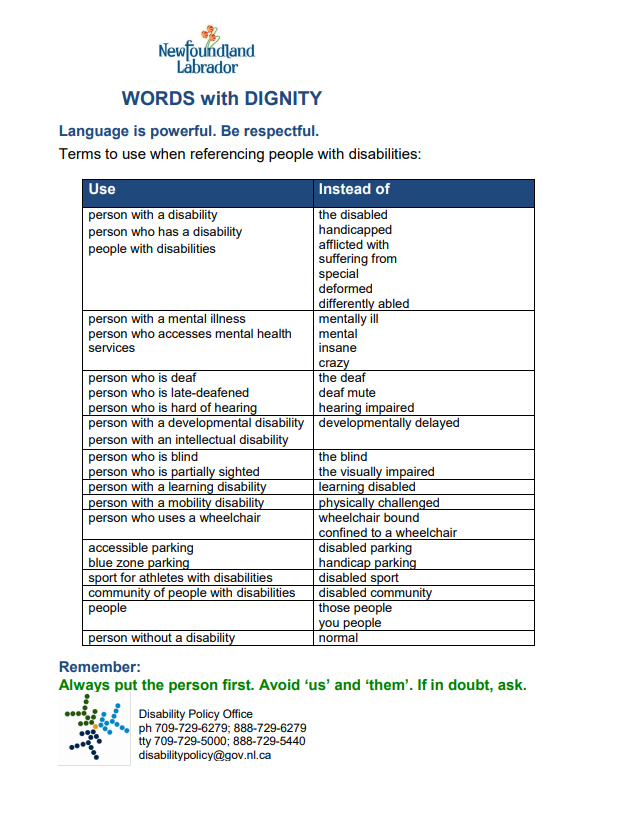 Newfoundland
Labrador
WORDS with DIGNITY
Language is powerful. Be respectful.
Terms to use when referencing people with disabilities:
Use
Instead of
person with a disability
person who has a disability
people with disabilities
the disabled
handicapped
afflicted with
suffering from
special
deformed
differently abled
person with a mental illness
person who accesses mental health
services
mentally ill
mental
insane
crazy
person who is deaf
person who is late-deafened
person who is hard of hearing
the deaf
deaf mute
hearing impaired
person with a developmental disability
person with an intellectual disability
developmentally delayed
person who is blind
person who is partially sighted
the blind
the visually impaired
person with a learning disability
learning disabled
person with a mobility disability
physically challenged
person who uses a wheelchair
wheelchair bound
confined to a wheelchair
accessible parking
blue zone parking
disabled parking
handicap parking
sport for athletes with disabilities
disabled sport
community of people with disabilities
disabled community
people
those people
you people
person without a disability
normal
Remember:
Always put the person first. Avoid ‘us’ and ‘them’. If in doubt, ask.
Disability Policy Office
ph 709-729-6279; 888-729-6279
tty 709-729-5000; 888-729-5440
disabilitypolicy@gov.nl.ca